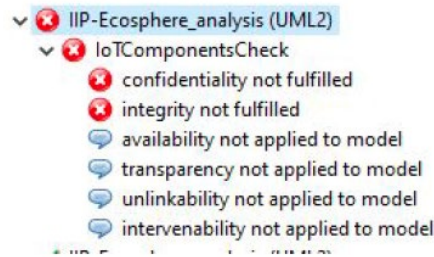 IIP-Ecosphere_analysis (UML2)
IoTComponentsCheck
confidentiality not fulfilled
integrity not fulfilled
availability not applied to model
transparency not applied to model
unlinkability not applied to model
intervenability not applied to model